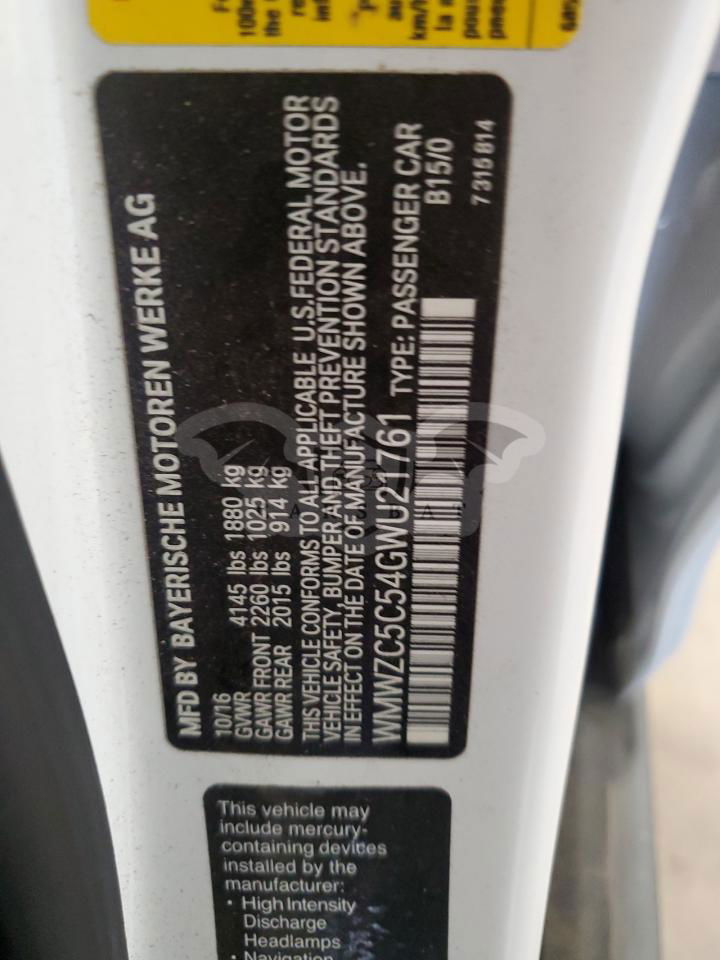 MFD BY BAYERISCHE MOTOREN WERKE AG
10/16
GVWR 4145 lbs 1880 kg
GAWR FRONT 2260 lbs 1025 kg
GAWR REAR 2015 lbs 914 kg
THIS VEHICLE CONFORMS TO ALL APPLICABLE U.S.FEDERAL MOTOR
VEHICLE SAFETY, BUMPER AND THEFT PREVENTION STANDARDS
IN EFFECT ON THE DATE OF MANUFACTURE SHOWN ABOVE.
WMWZC5C54GWU21761 TYPE: PASSENGER CAR
B15/0
7 315 814
This vehicle may
include mercury-
containing devices
installed by the
manufacturer:
• High Intensity
Discharge
Headlamps
• Navigation